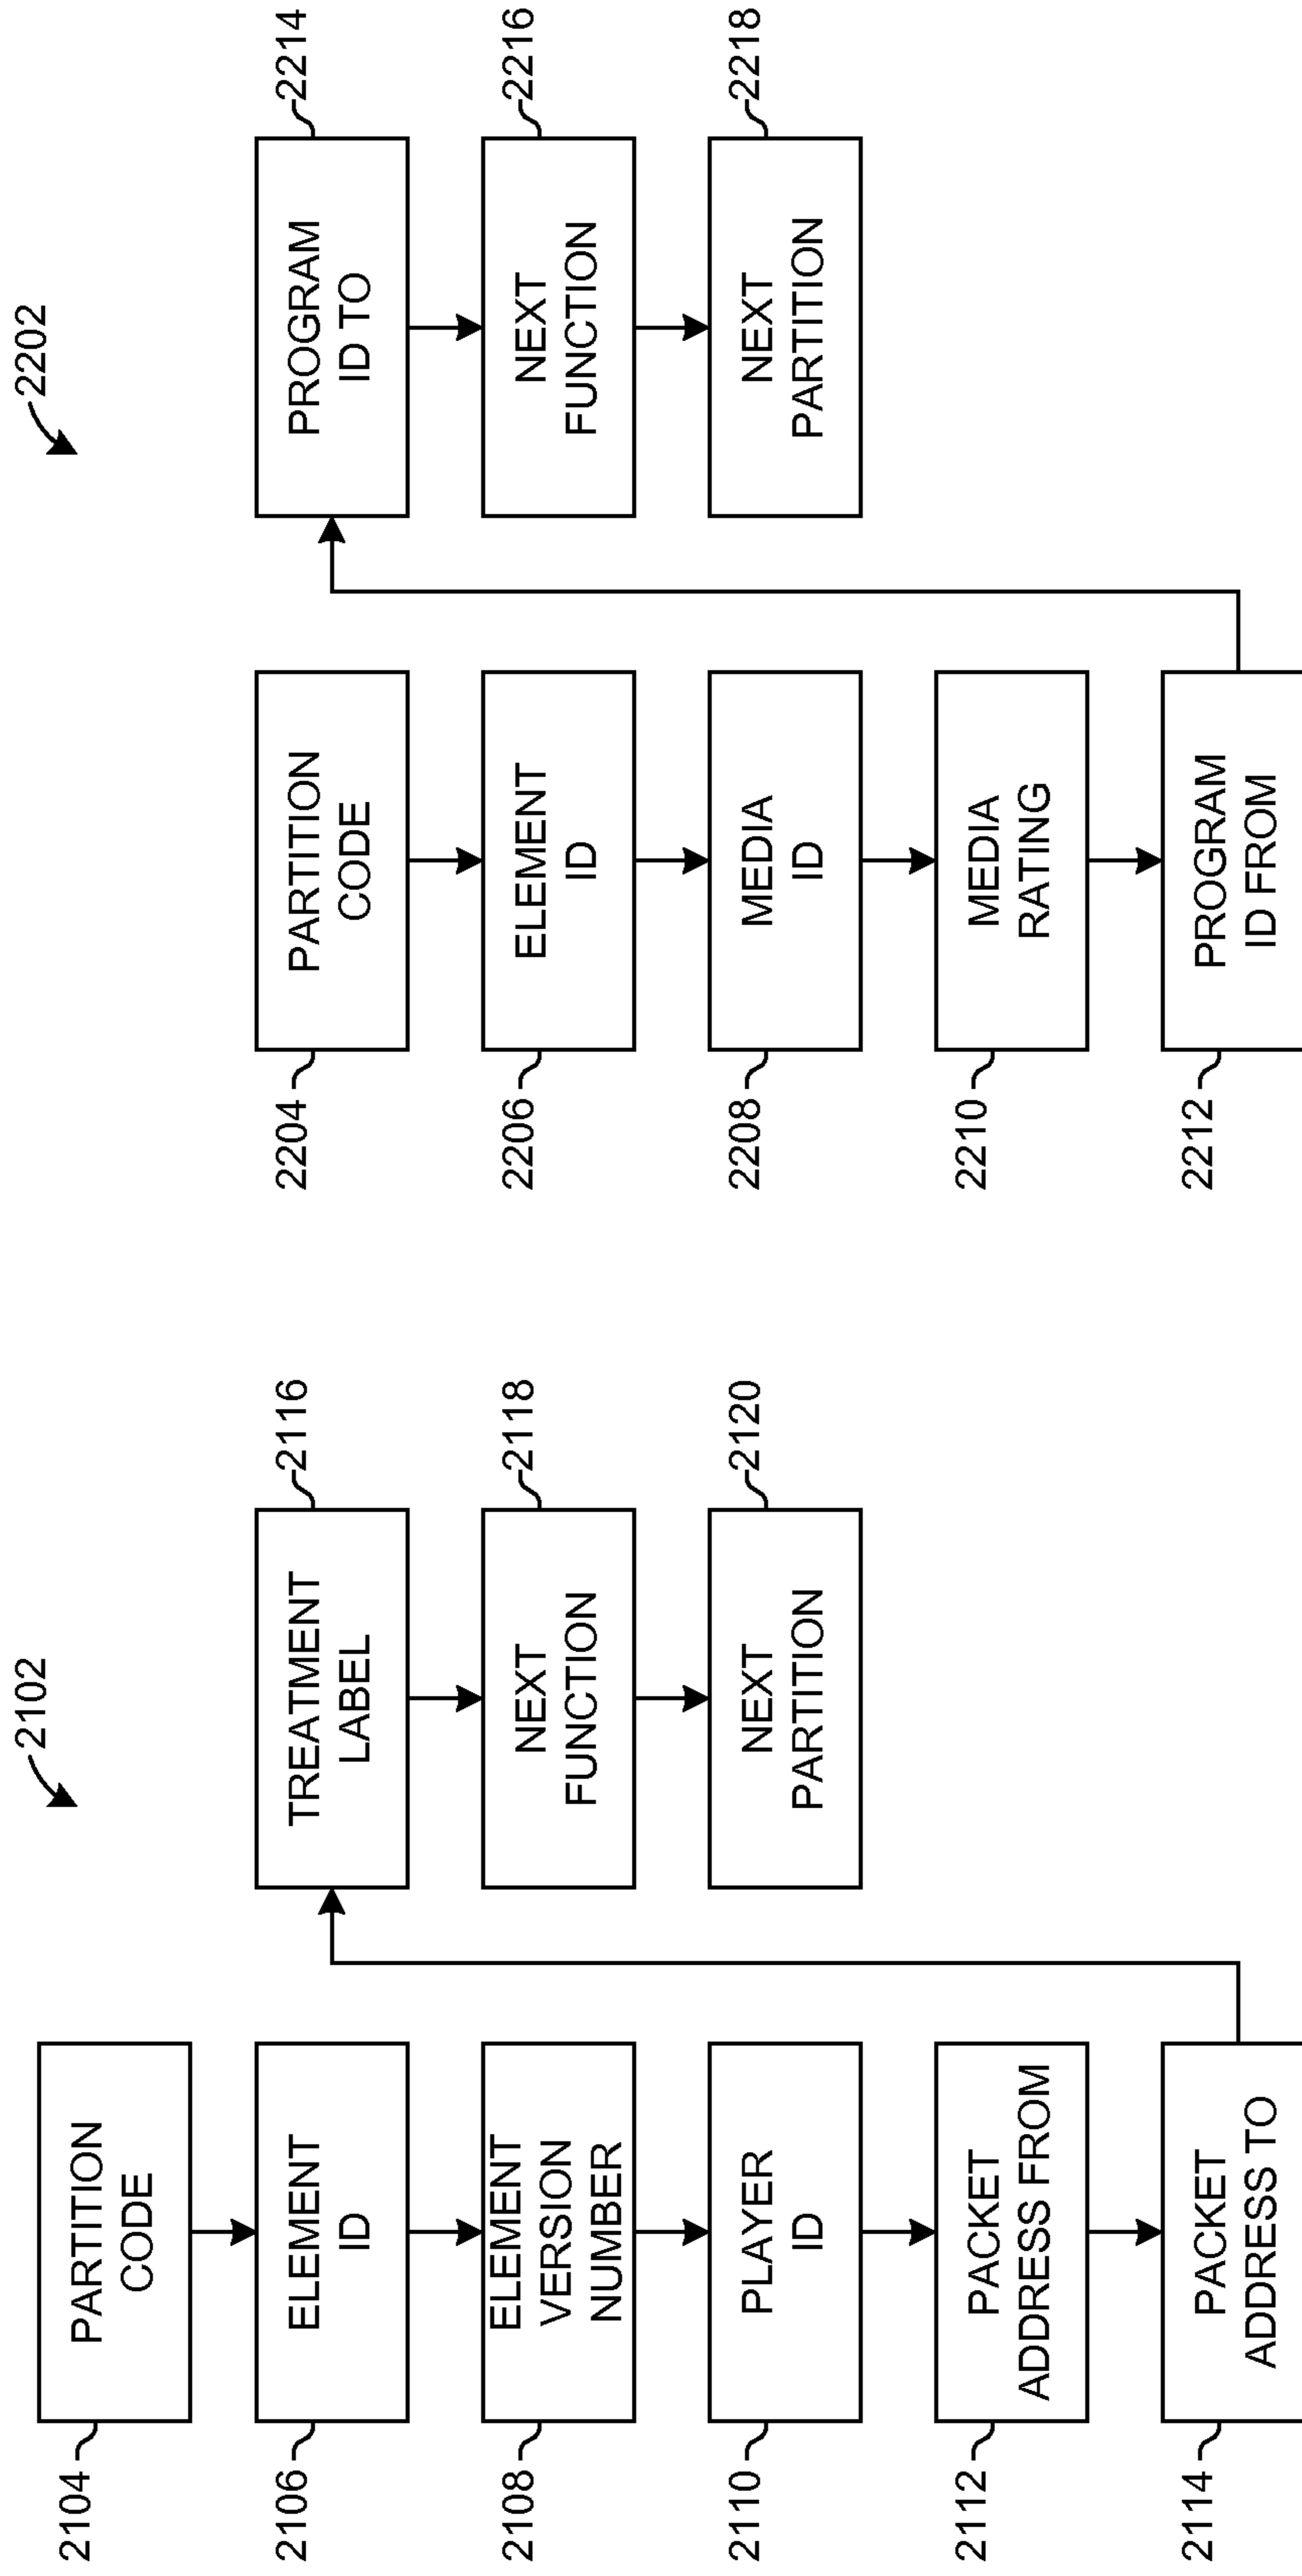 2102
2104
PARTITION
CODE
2106
ELEMENT
ID
2108
ELEMENT
VERSION
NUMBER
2110
PLAYER
ID
2112
PACKET
ADDRESS FROM
2114
PACKET
ADDRESS TO
TREATMENT
LABEL
2116
NEXT
FUNCTION
2118
NEXT
PARTITION
2120
2202
2204
PARTITION
CODE
2206
ELEMENT
ID
2208
MEDIA
ID
2210
MEDIA
RATING
2212
PROGRAM
ID FROM
PROGRAM
ID TO
2214
NEXT
FUNCTION
2216
NEXT
PARTITION
2218